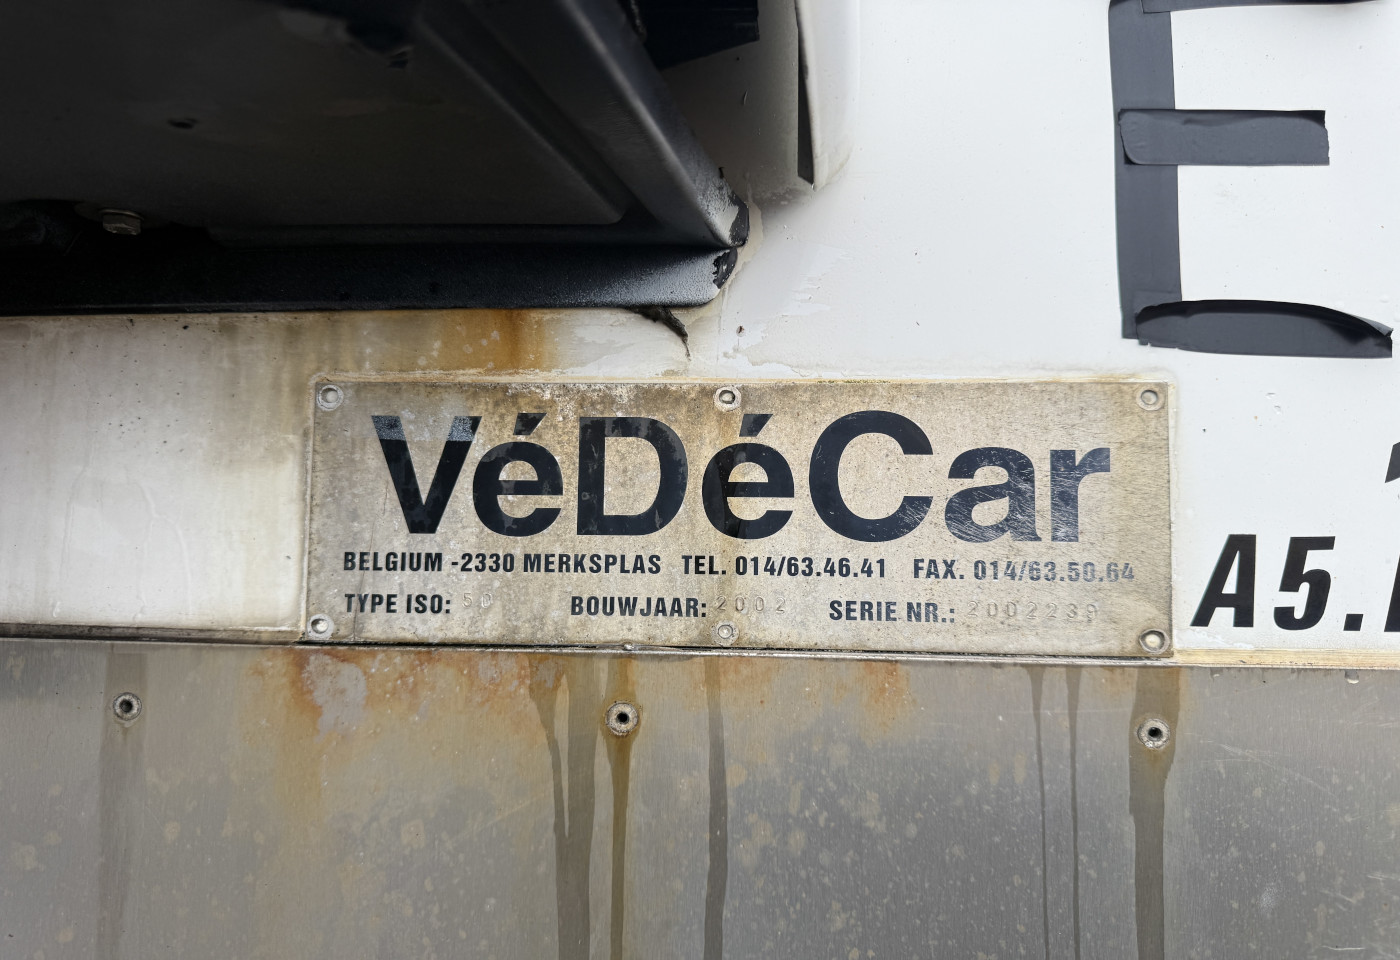 E
VéDéCar
BELGIUM -2330 MERKSPLAS TEL. 014/63.46.41 FAX. 014/63.50.64
TYPE ISO: 50 BOUWJAAR: 2002 SERIE NR.: 2002239
A5.